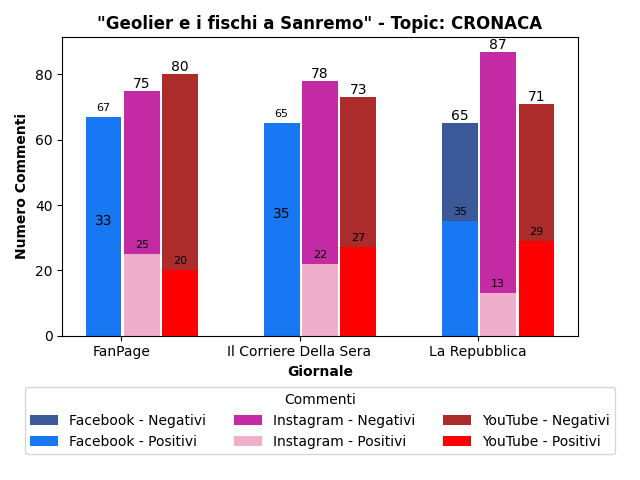 "Geolier e i fischi a Sanremo" - Topic: CRONACA
Numero Commenti
80
60
40
20
0
67
33
75
25
80
20
65
35
78
22
73
27
65
35
87
13
71
29
FanPage
Il Corriere Della Sera
La Repubblica
Giornale
Commenti
Facebook - Negativi
Instagram - Negativi
YouTube - Negativi
Facebook - Positivi
Instagram - Positivi
YouTube - Positivi